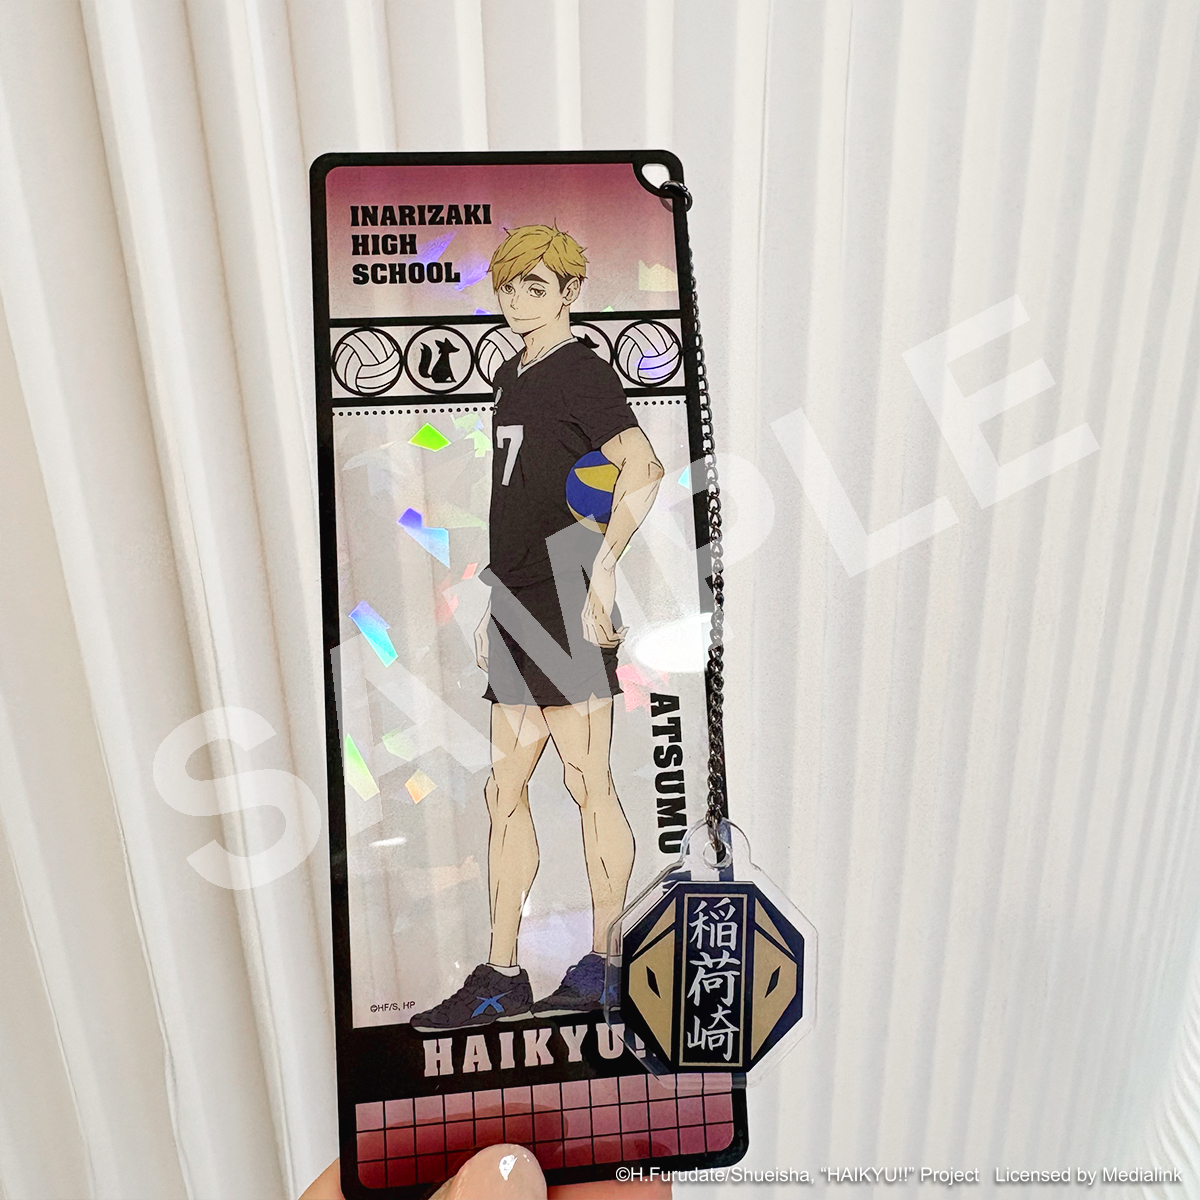 INARIZAKI
HIGH
SCHOOL
7
ATSUMU
稲荷崎
©HF/S, HP
HAIKYU!!
SAMPLE
©H.Furudate/Shueisha, “HAIKYU!!” Project Licensed by Medialink